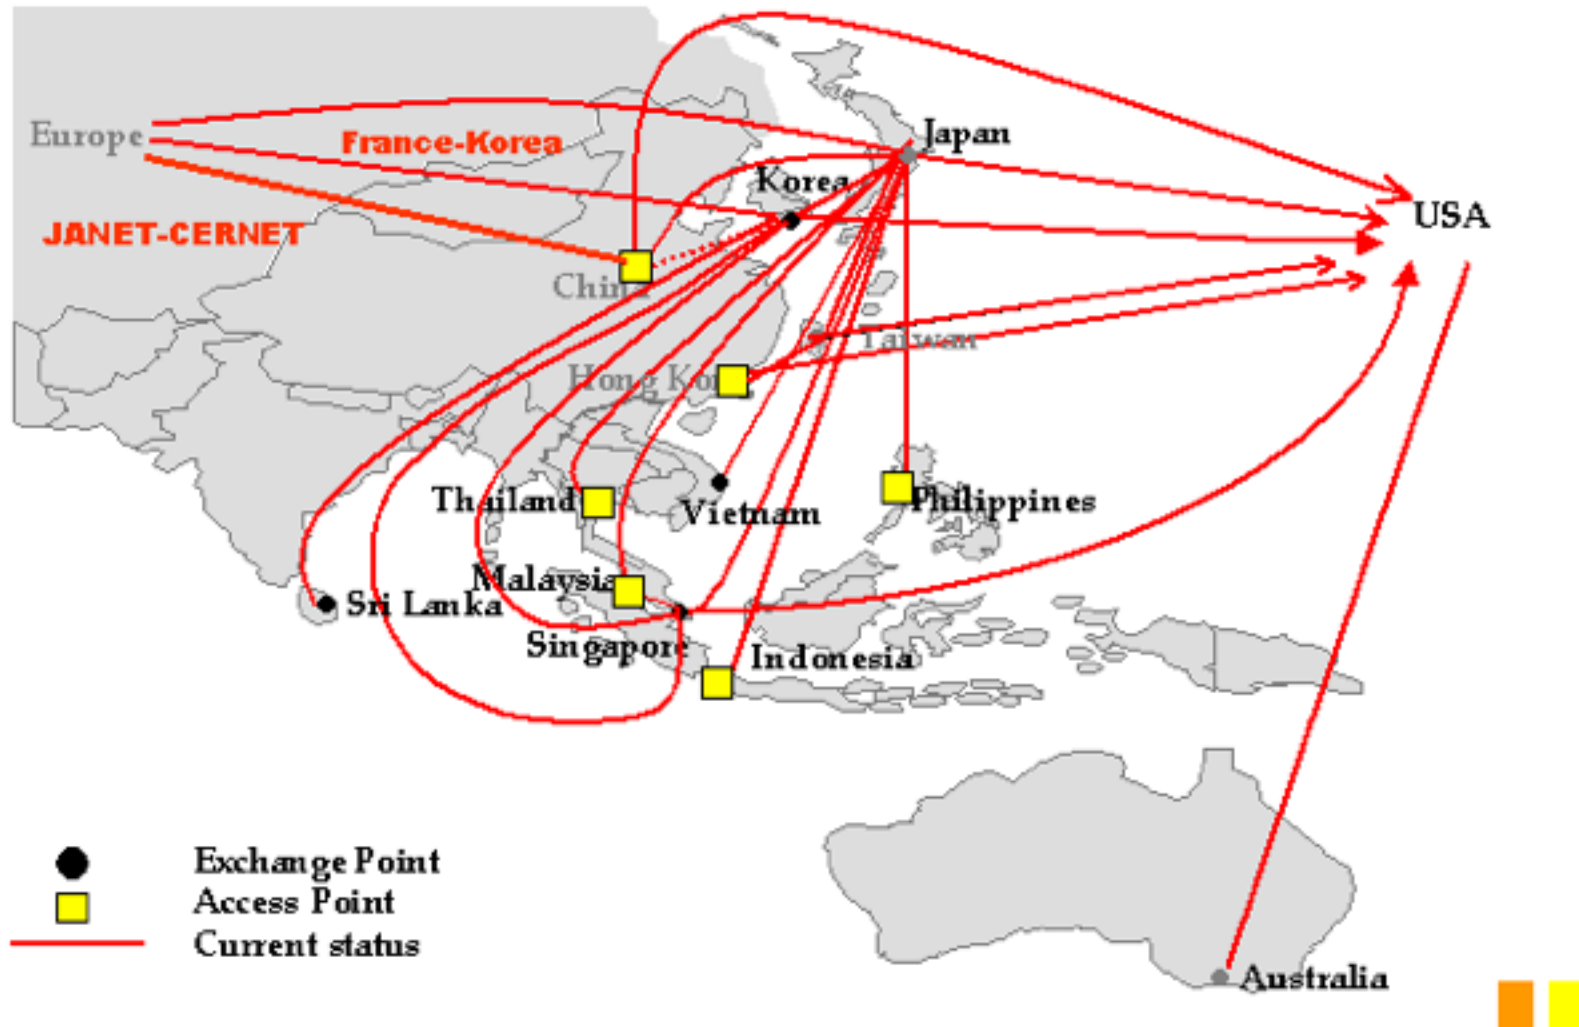 Japan
Europe
France-Korea
Korea
USA
JANET-CERNET
China
Taiwan
Hong Kong
Thailand
Philippines
Vietnam
Malaysia
Sri Lanka
Singapore
Indonesia
Exchange Point
Access Point
Current status
Australia